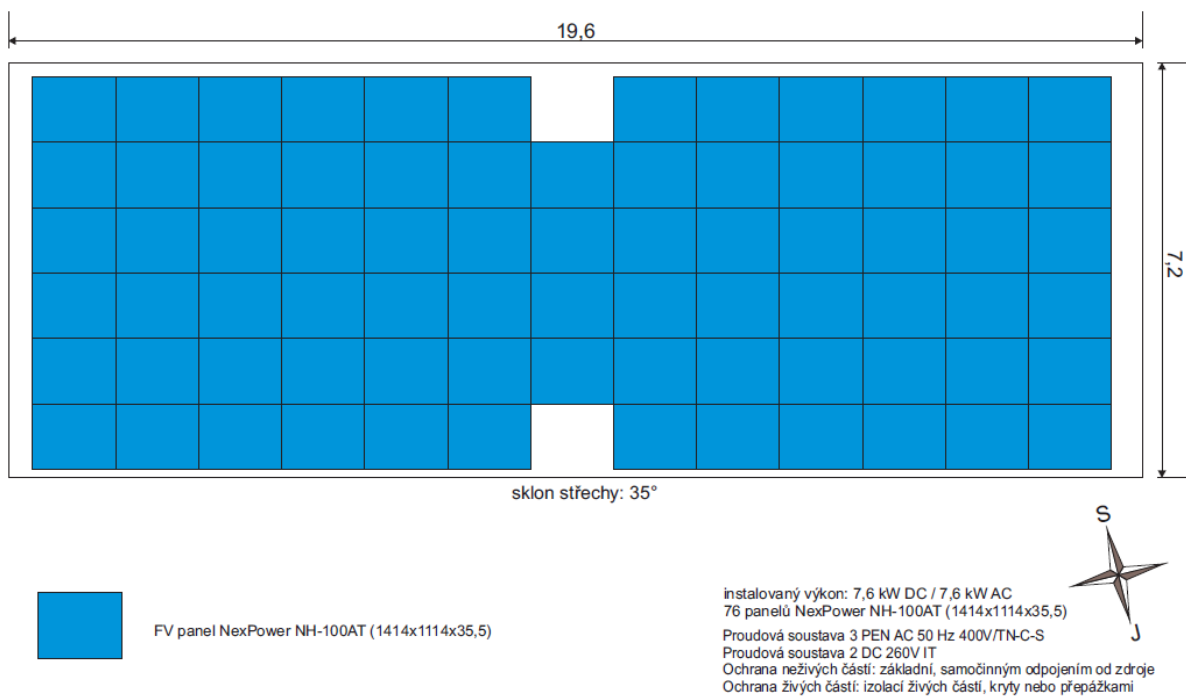 19,6
7,2
sklon střechy: 35°
S
J
FV panel NexPower NH-100AT (1414x1114x35,5)
instalovaný výkon: 7,6 kW DC / 7,6 kW AC
76 panelů NexPower NH-100AT (1414x1114x35,5)
Proudová soustava 3 PEN AC 50 Hz 400V/TN-C-S
Proudová soustava 2 DC 260V IT
Ochrana neživých částí: základní, samočinným odpojením od zdroje
Ochrana živých částí: izolací živých částí, kryty nebo přepážkami